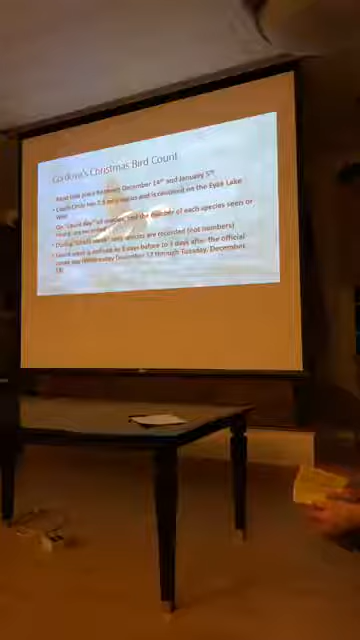 Cordova's Christmas Bird Count
Must take place between December 14th and January 5th
• Count Circle has 7.5 mile radius and is centered on the Eyak Lake
Weir
• On "count day" all species and the number of each species seen or
heard are recorded
• During "count week" only species are recorded (not numbers)
• Count week is defined as 3 days before to 3 days after the official
count day (Wednesday December 12 through Tuesday, December
18)